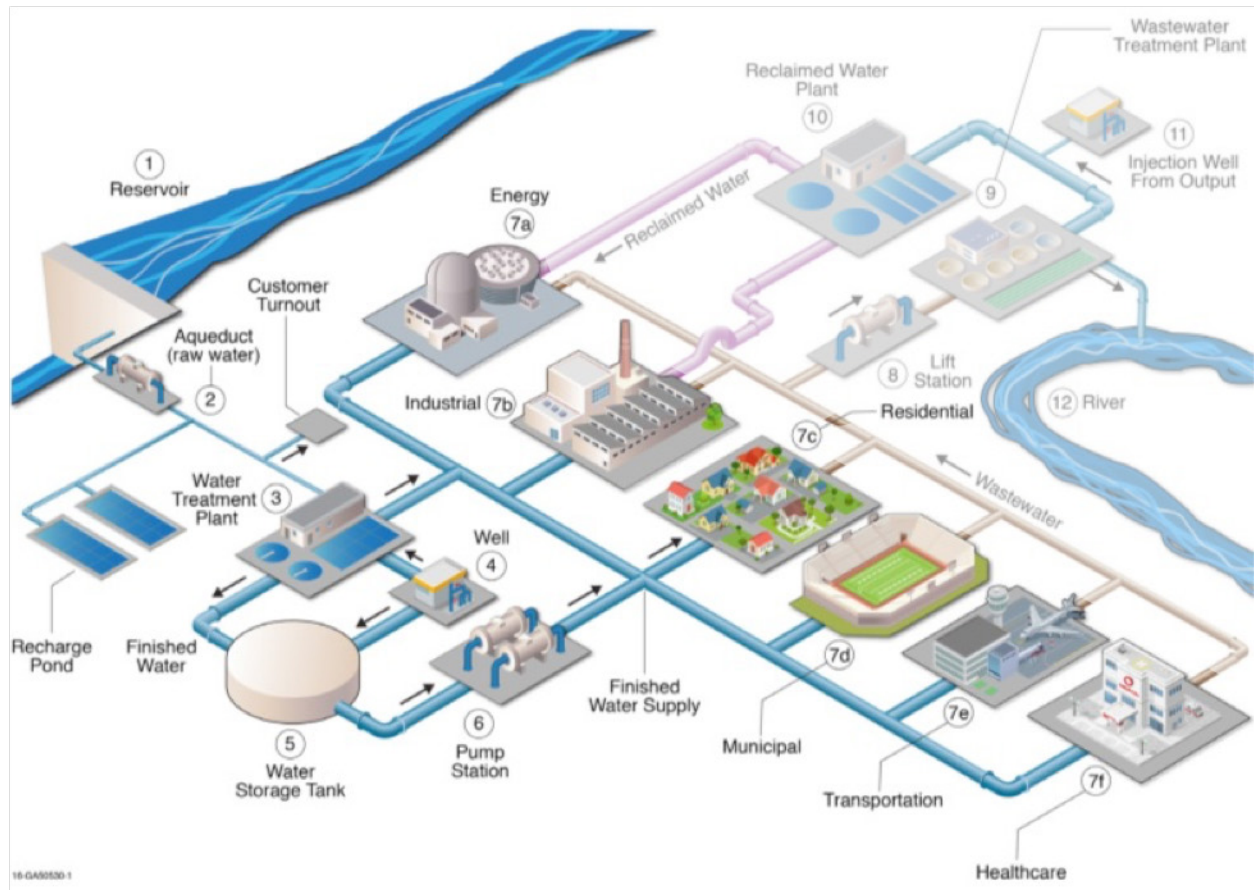 Wastewater
Treatment Plant
Reclaimed Water
Plant
10
11
Injection Well
From Output
1
Reservoir
Energy
7a
9
Reclaimed Water
Customer
Turnout
Aqueduct
(raw water)
2
8
Lift
Station
12
River
Industrial
7b
7c
Residential
Water
Treatment
Plant
3
Wastewater
Well
4
Recharge
Pond
Finished
Water
Finished
Water Supply
7d
Municipal
5
Water
Storage Tank
6
Pump
Station
7e
Transportation
7f
Healthcare
16-GA50530-1